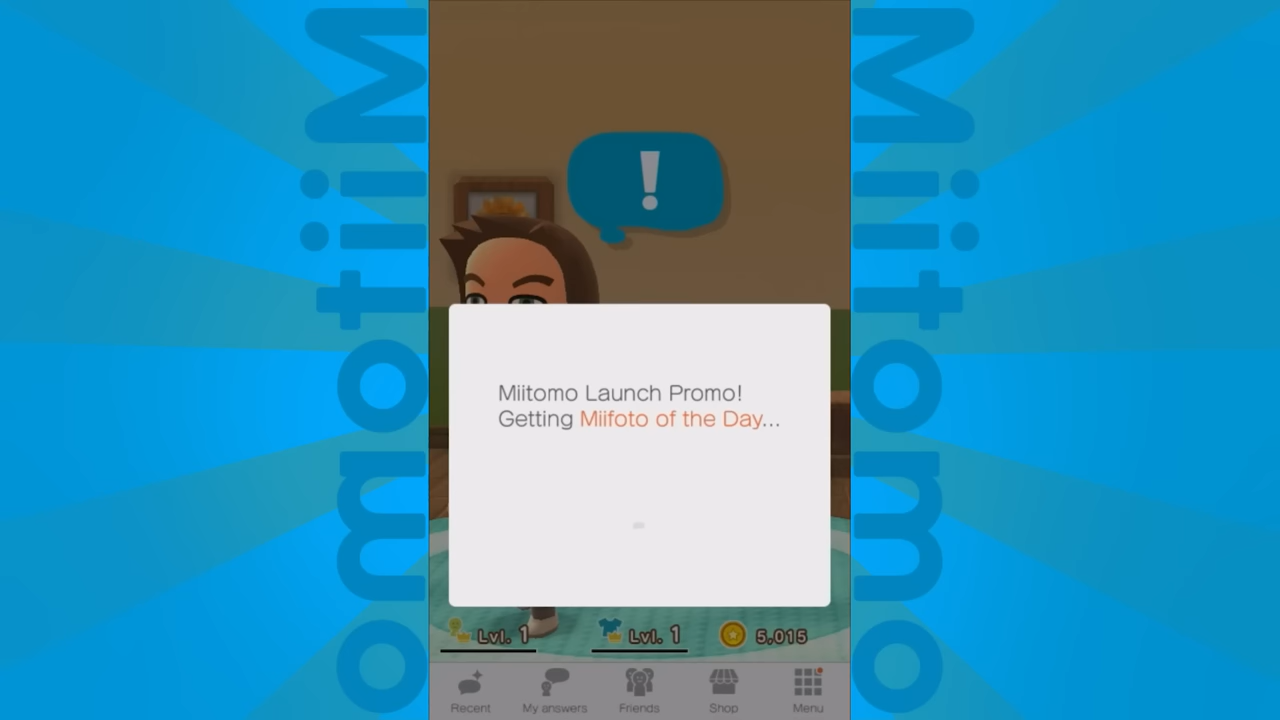 Miitomo
!
Miitomo Launch Promo!
Getting Miifoto of the Day...
Lvl. 1
Lvl. 1
5,015
Recent
My answers
Friends
Shop
Menu
Miitomo